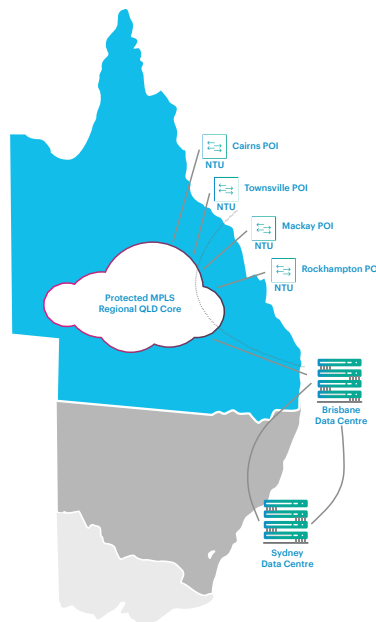 Cairns POI
NTU
Townsville POI
NTU
Mackay POI
NTU
Rockhampton PO
NTU
Protected MPLS
Regional QLD Core
Brisbane
Data Centre
Sydney
Data Centre